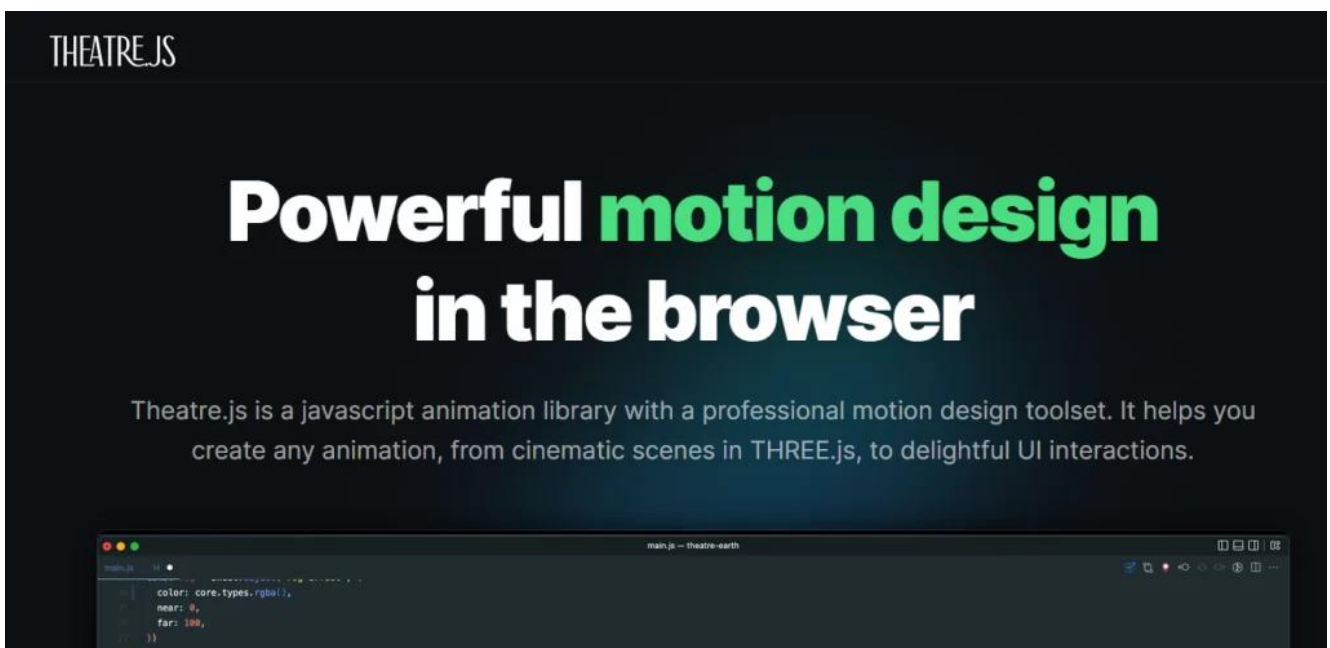 THEATRE.JS
Powerful motion design
in the browser
Theatre.js is a javascript animation library with a professional motion design toolset. It helps you
create any animation, from cinematic scenes in THREE.js, to delightful UI interactions.
main.js — theatre-earth
main.js M
color: core.types.rgba(),
near: 0,
far: 100,
})